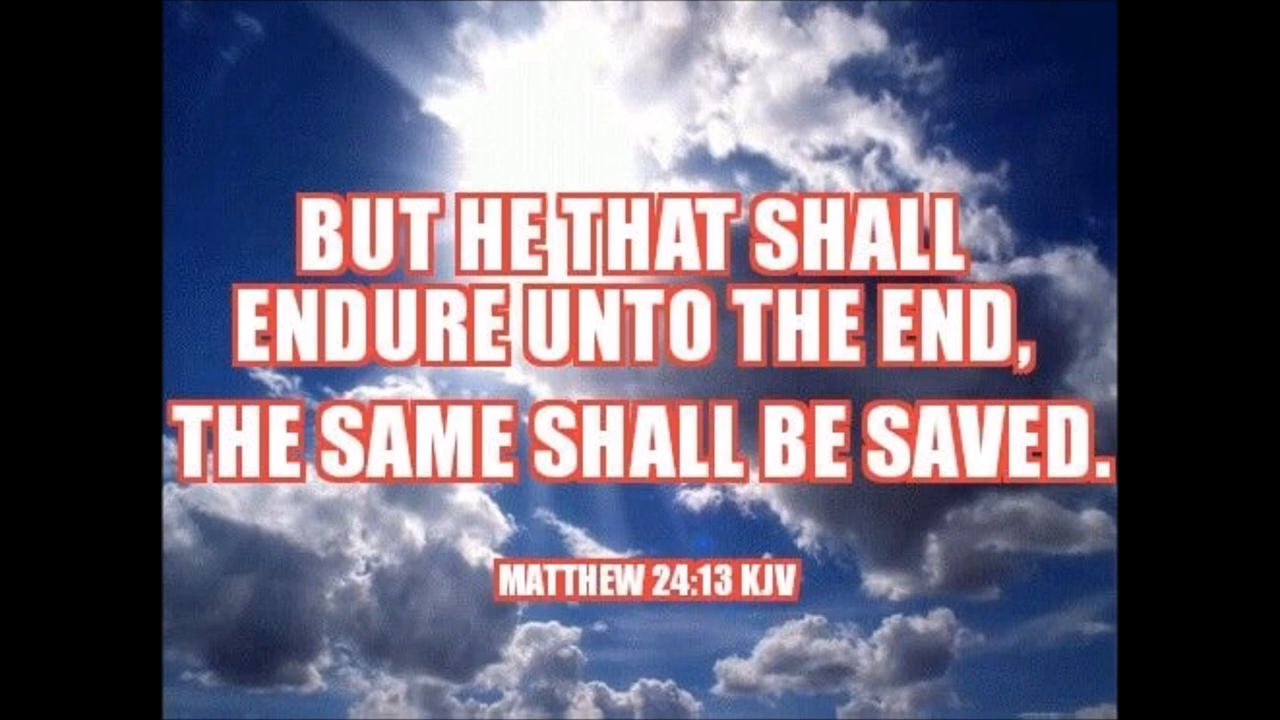 BUT HE THAT SHALL
ENDURE UNTO THE END,
THE SAME SHALL BE SAVED.
MATTHEW 24:13 KJV